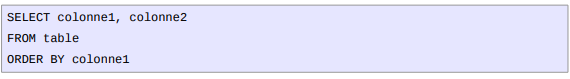 SELECT colonne1, colonne2
FROM table
ORDER BY colonne1